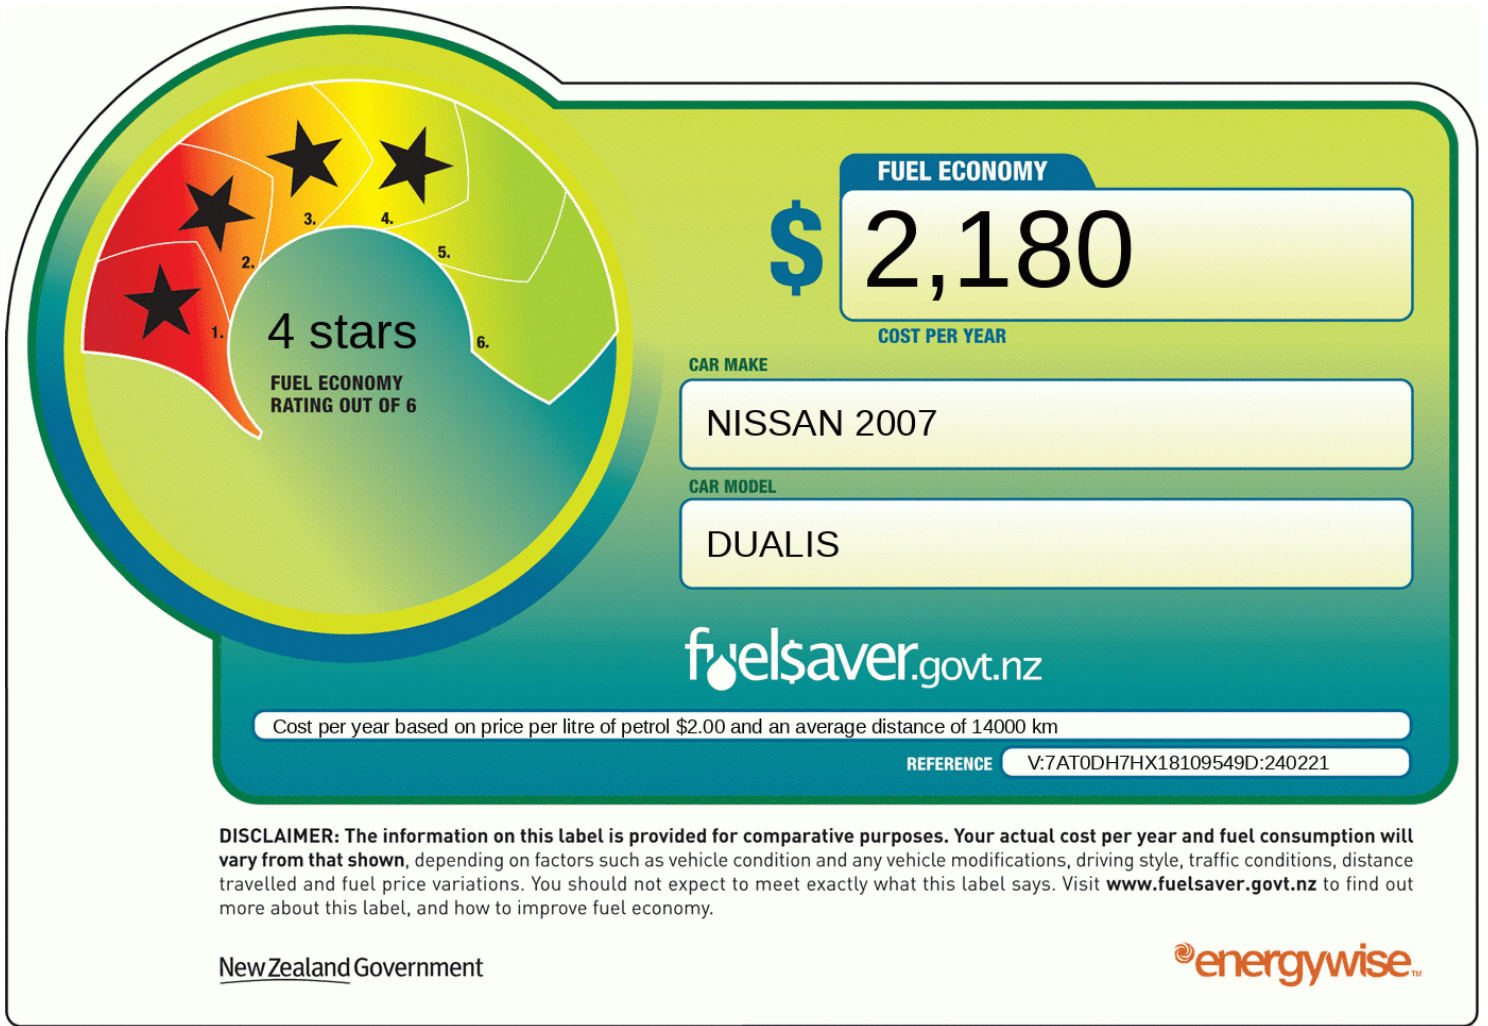 1.
2.
3.
4.
5.
6.
4 stars
FUEL ECONOMY
RATING OUT OF 6
FUEL ECONOMY
$ 2,180
COST PER YEAR
CAR MAKE
NISSAN 2007
CAR MODEL
DUALIS
fuel$aver.govt.nz
Cost per year based on price per litre of petrol $2.00 and an average distance of 14000 km
REFERENCE V:7AT0DH7HX18109549D:240221
DISCLAIMER: The information on this label is provided for comparative purposes. Your actual cost per year and fuel consumption will
vary from that shown, depending on factors such as vehicle condition and any vehicle modifications, driving style, traffic conditions, distance
travelled and fuel price variations. You should not expect to meet exactly what this label says. Visit www.fuelsaver.govt.nz to find out
more about this label, and how to improve fuel economy.
New Zealand Government
energywise™